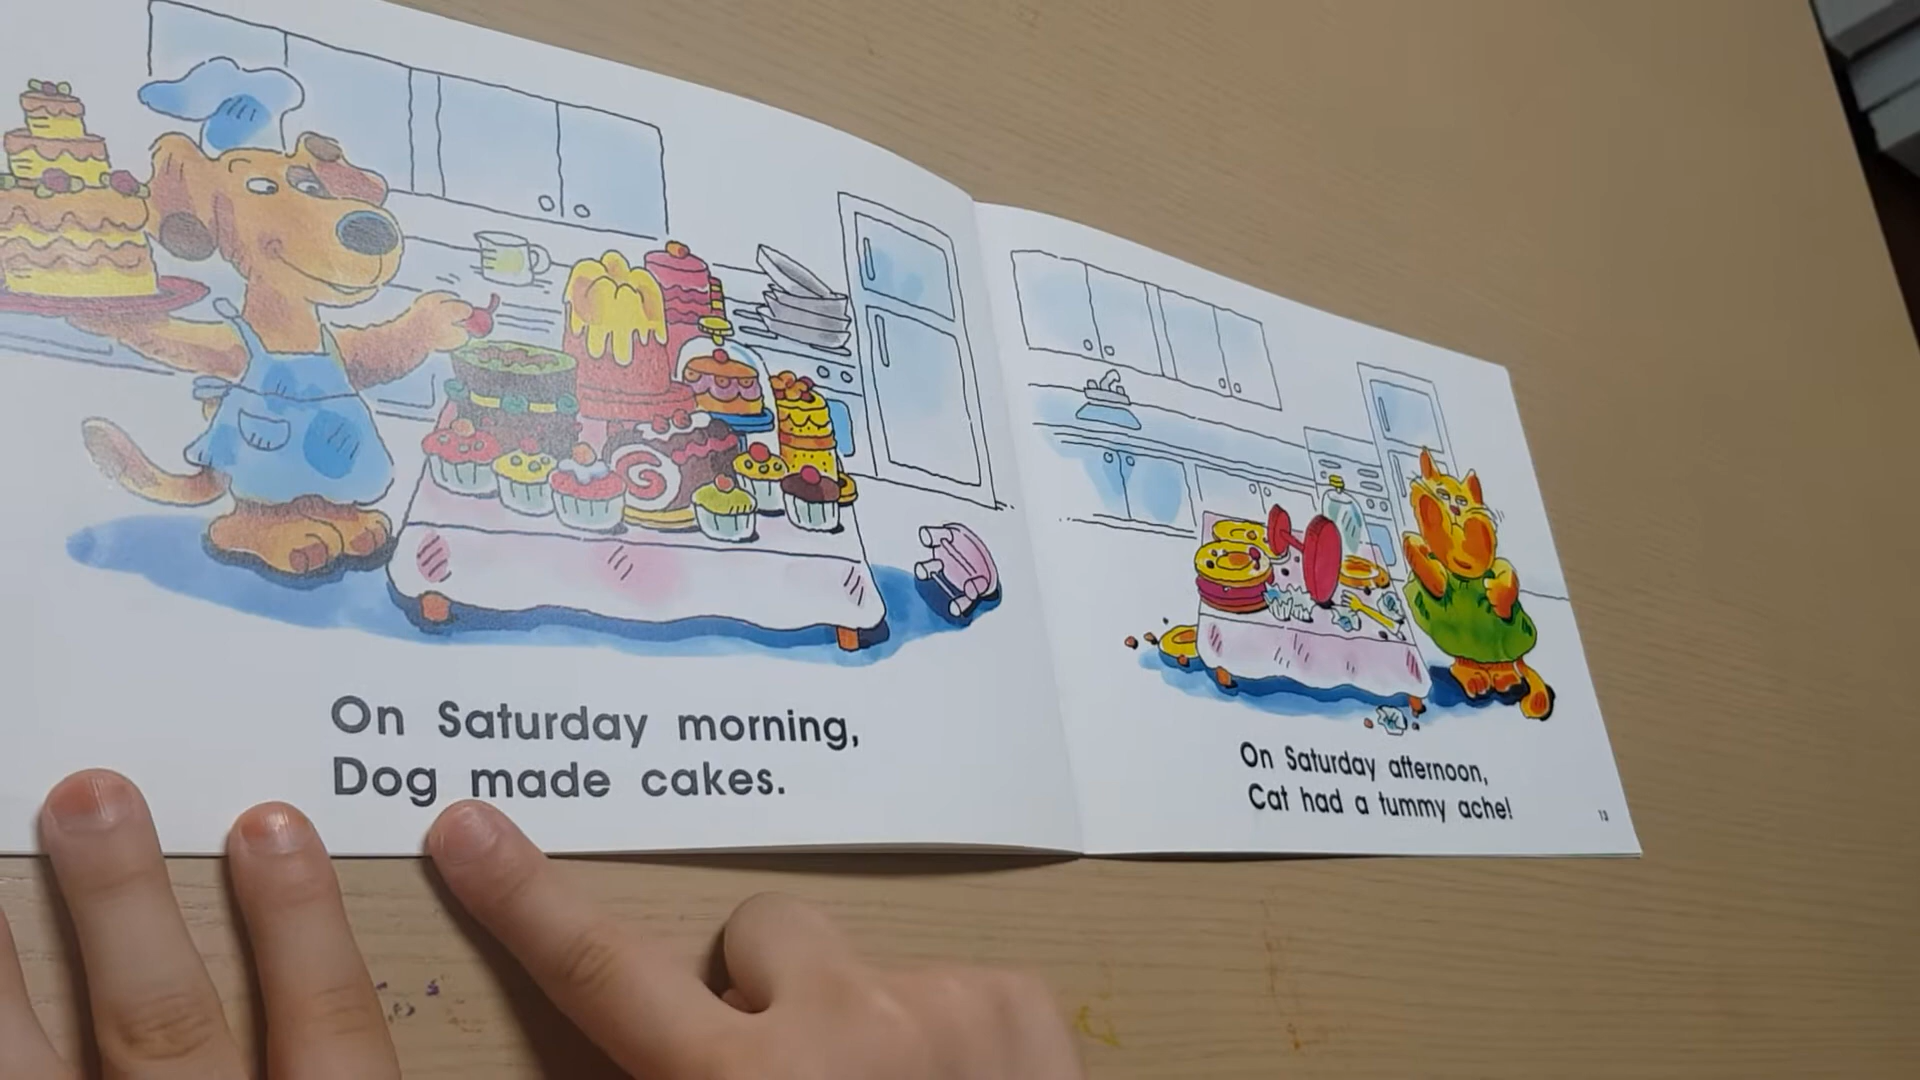 On Saturday morning,
Dog made cakes.
On Saturday afternoon,
Cat had a tummy ache!
13